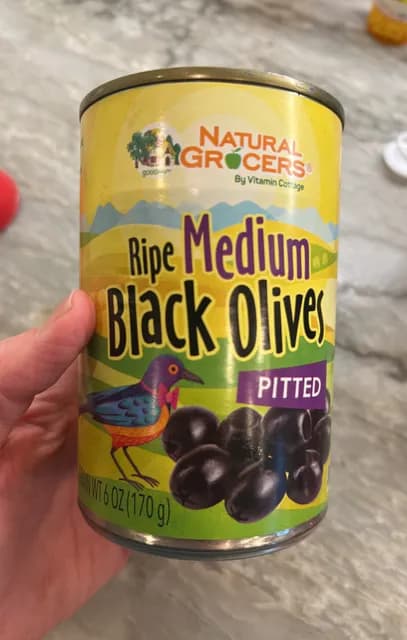 NATURAL
GROCERS®
By Vitamin Cottage
Ripe Medium
Black Olives
PITTED
WT 6 OZ (170 g)